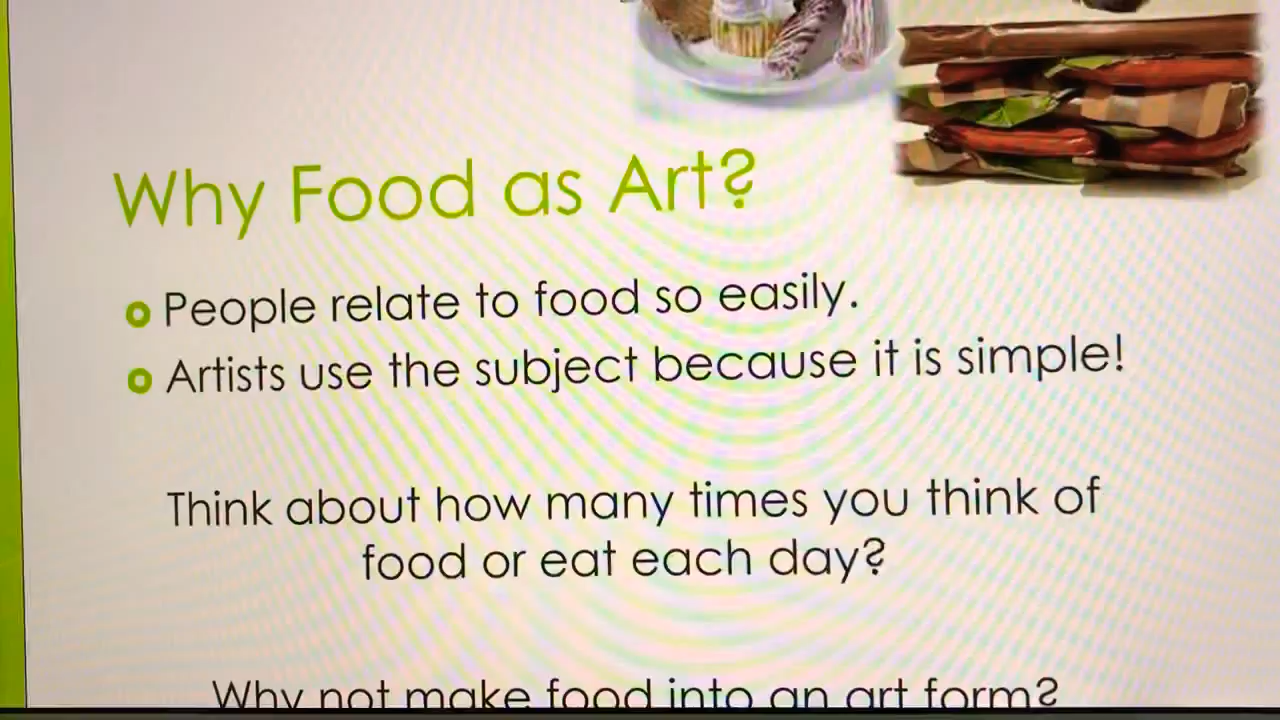 Why Food as Art?
People relate to food so easily.
Artists use the subject because it is simple!
Think about how many times you think of
food or eat each day?
Why not make food into an art form?